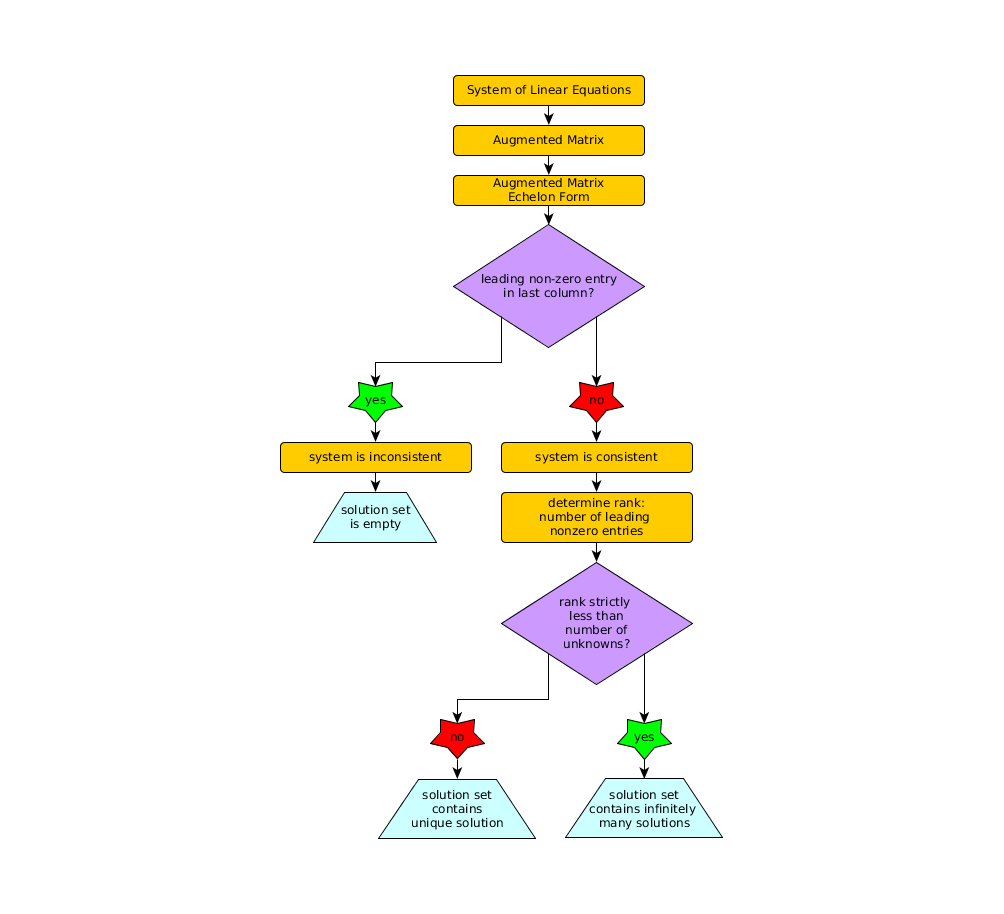 System of Linear Equations
Augmented Matrix
Augmented Matrix
Echelon Form
leading non-zero entry
in last column?
yes
no
system is inconsistent
system is consistent
solution set
is empty
determine rank:
number of leading
nonzero entries
rank strictly
less than
number of
unknowns?
no
yes
solution set
contains
unique solution
solution set
contains infinitely
many solutions